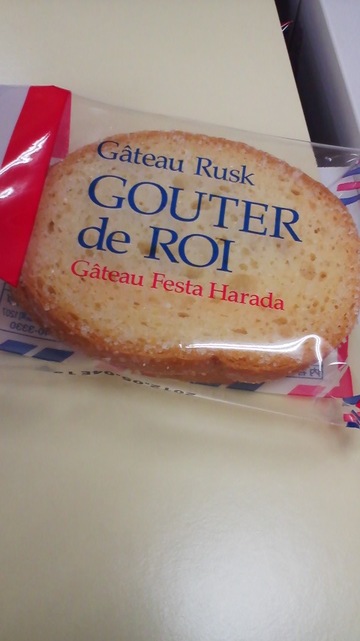 Gâteau Rusk
GOUTER
de ROI
Gâteau Festa Harada